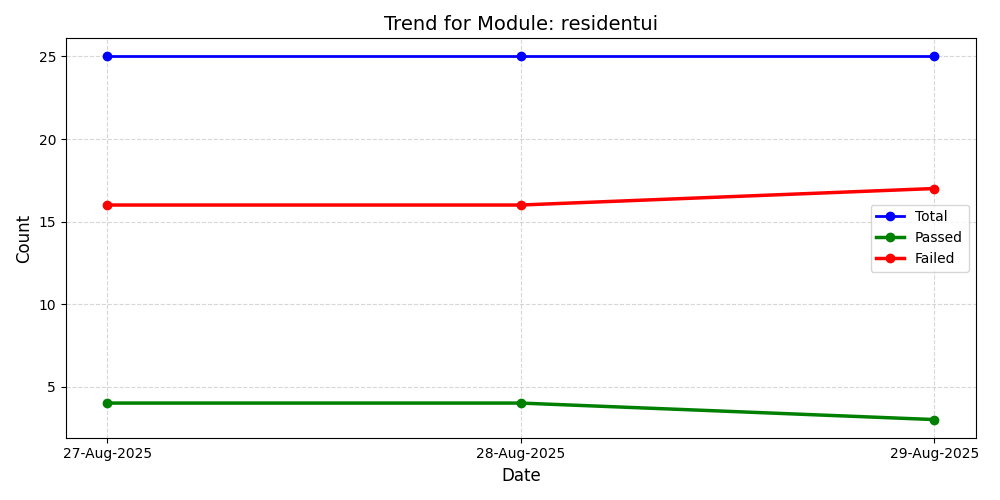 Trend for Module: residentui
Count
25
20
15
10
5
Total
Passed
Failed
27-Aug-2025
28-Aug-2025
29-Aug-2025
Date